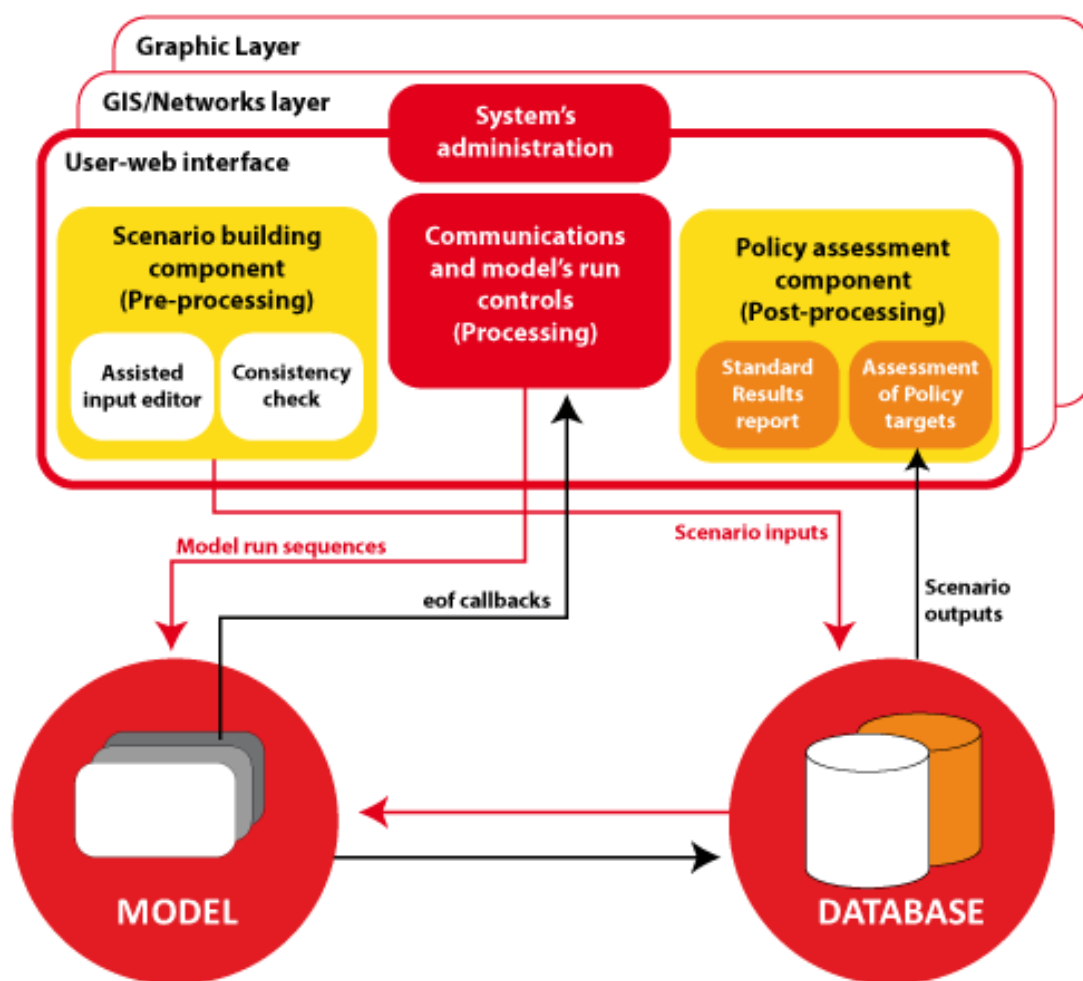 Graphic Layer
GIS/Networks layer
System's
administration
User-web interface
Scenario building
component
(Pre-processing)
Assisted
input editor
Consistency
check
Communications
and model's run
controls
(Processing)
Policy assessment
component
(Post-processing)
Standard
Results
report
Assessment
of Policy
targets
Model run sequences
Scenario inputs
eof callbacks
Scenario
outputs
MODEL
DATABASE